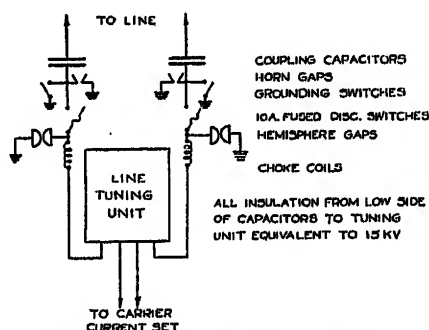 TO LINE
COUPLING CAPACITORS
HORN GAPS
GROUNDING SWITCHES
10A. FUSED DISC. SWITCHES
HEMISPHERE GAPS
CHOKE COILS
LINE
TUNING
UNIT
ALL INSULATION FROM LOW SIDE
OF CAPACITORS TO TUNING
UNIT EQUIVALENT TO 15 KV
TO CARRIER
CURRENT SET